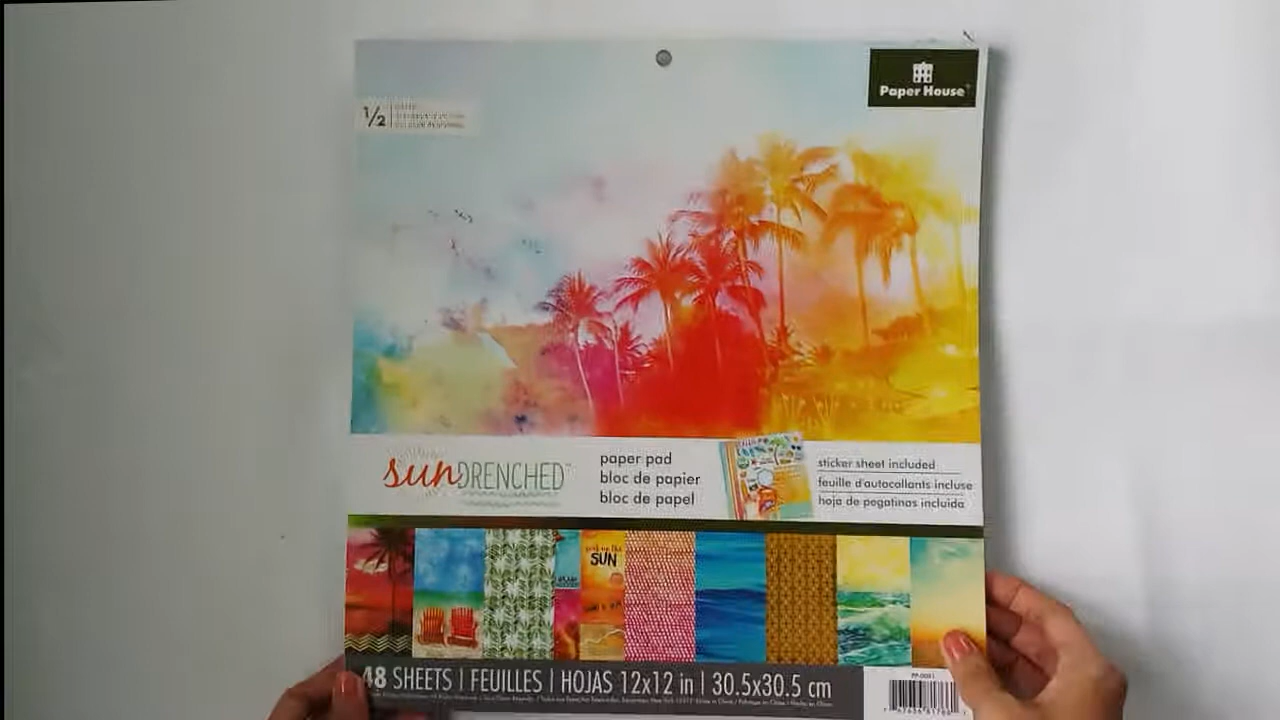 Paper House
1/2
sunDRENCHED™
paper pad
bloc de papier
bloc de papel
sticker sheet included
feuille d'autocollants incluse
hoja de pegatinas incluida
SUN
48 SHEETS | FEUILLES | HOJAS 12x12 in | 30.5x30.5 cm